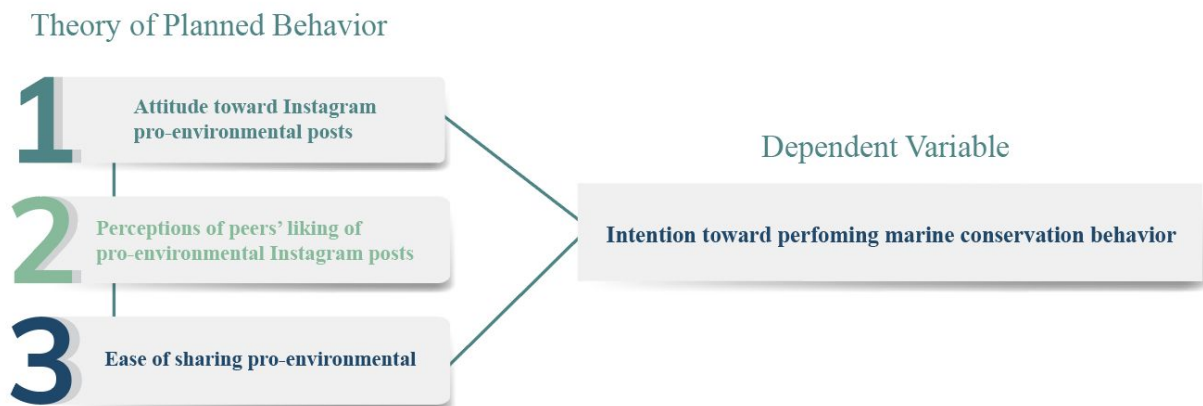 Theory of Planned Behavior
1
Attitude toward Instagram
pro-environmental posts
2
Perceptions of peers’ liking of
pro-environmental Instagram posts
3
Ease of sharing pro-environmental
Dependent Variable
Intention toward perfoming marine conservation behavior